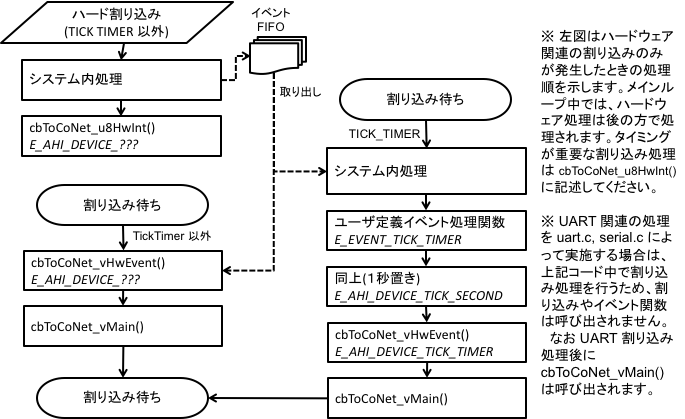 ハード割り込み
(TICK TIMER 以外)
イベント
FIFO
システム内処理
取り出し
cbToCoNet_u8HwInt()
E_AHI_DEVICE_???
割り込み待ち
TickTimer 以外
cbToCoNet_vHwEvent()
E_AHI_DEVICE_???
cbToCoNet_vMain()
割り込み待ち
割り込み待ち
TICK_TIMER
システム内処理
ユーザ定義イベント処理関数
E_EVENT_TICK_TIMER
同上(1秒置き)
E_AHI_DEVICE_TICK_SECOND
cbToCoNet_vHwEvent()
E_AHI_DEVICE_TICK_TIMER
cbToCoNet_vMain()
※ 左図はハードウェア
関連の割り込みのみ
が発生したときの処理
順を示します。メインル
ープ中では、ハードウ
ェア処理は後の方で処
理されます。タイミング
が重要な割り込み処理
は cbToCoNet_u8HwInt()
に記述してください。
※ UART 関連の処理
を uart.c, serial.c によ
って実施する場合は、
上記コード中で割り込
み処理を行うため、割
り込みやイベント関数
は呼び出されません。
なお UART 割り込み
処理後に
cbToCoNet_vMain()
は呼び出されます。